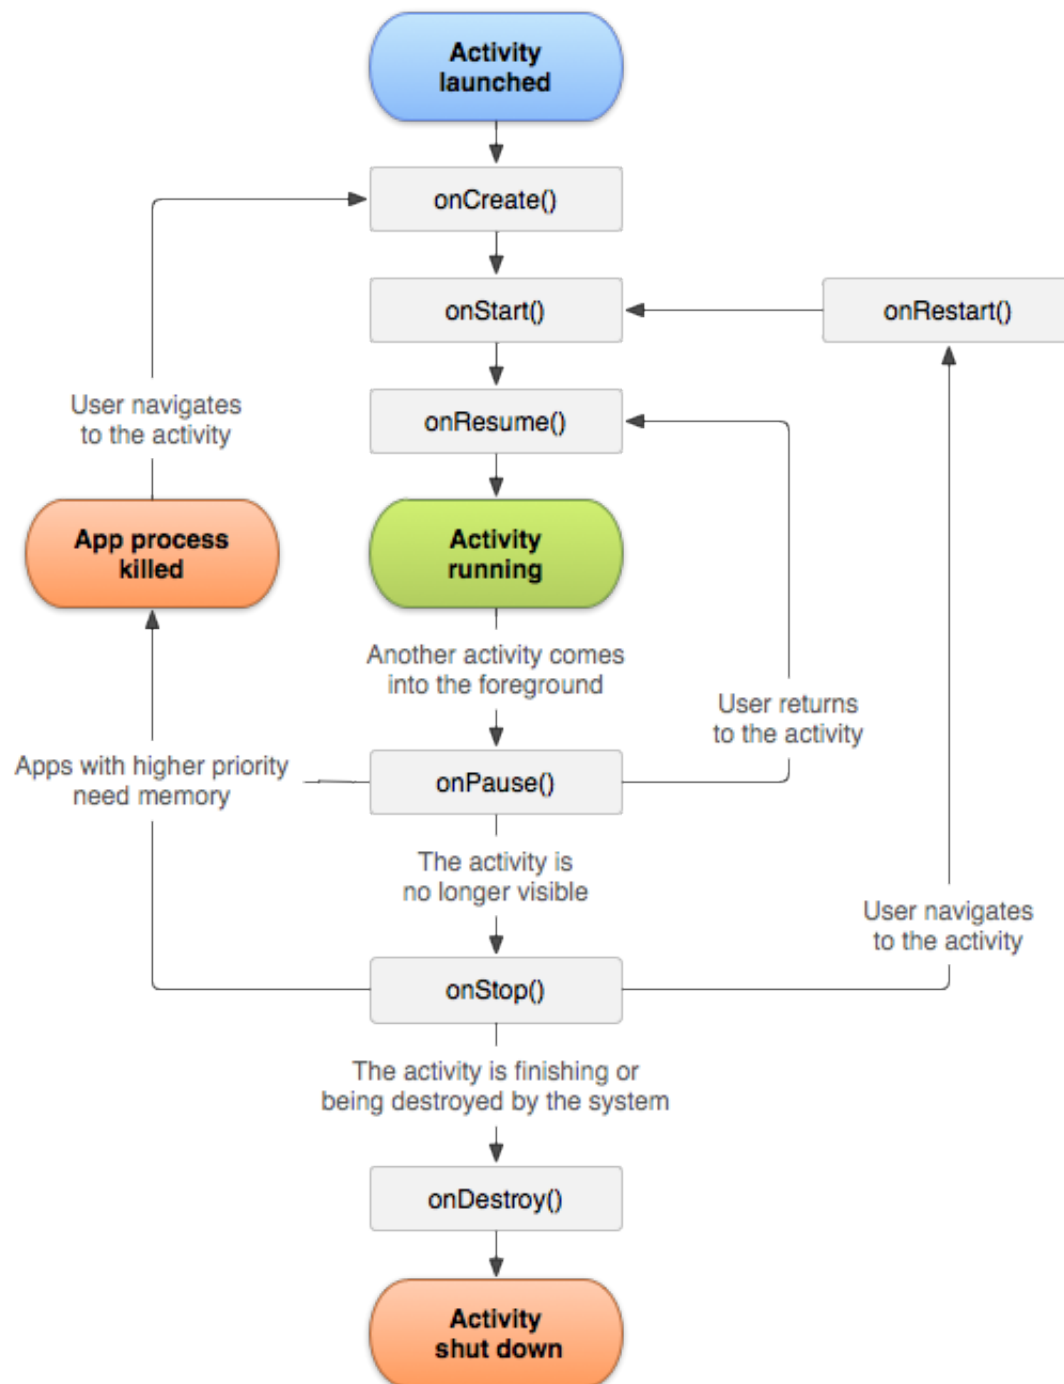 Activity
launched
onCreate()
onStart()
onRestart()
User navigates
to the activity
onResume()
App process
killed
Activity
running
Another activity comes
into the foreground
User returns
to the activity
Apps with higher priority
need memory
onPause()
The activity is
no longer visible
User navigates
to the activity
onStop()
The activity is finishing or
being destroyed by the system
onDestroy()
Activity
shut down